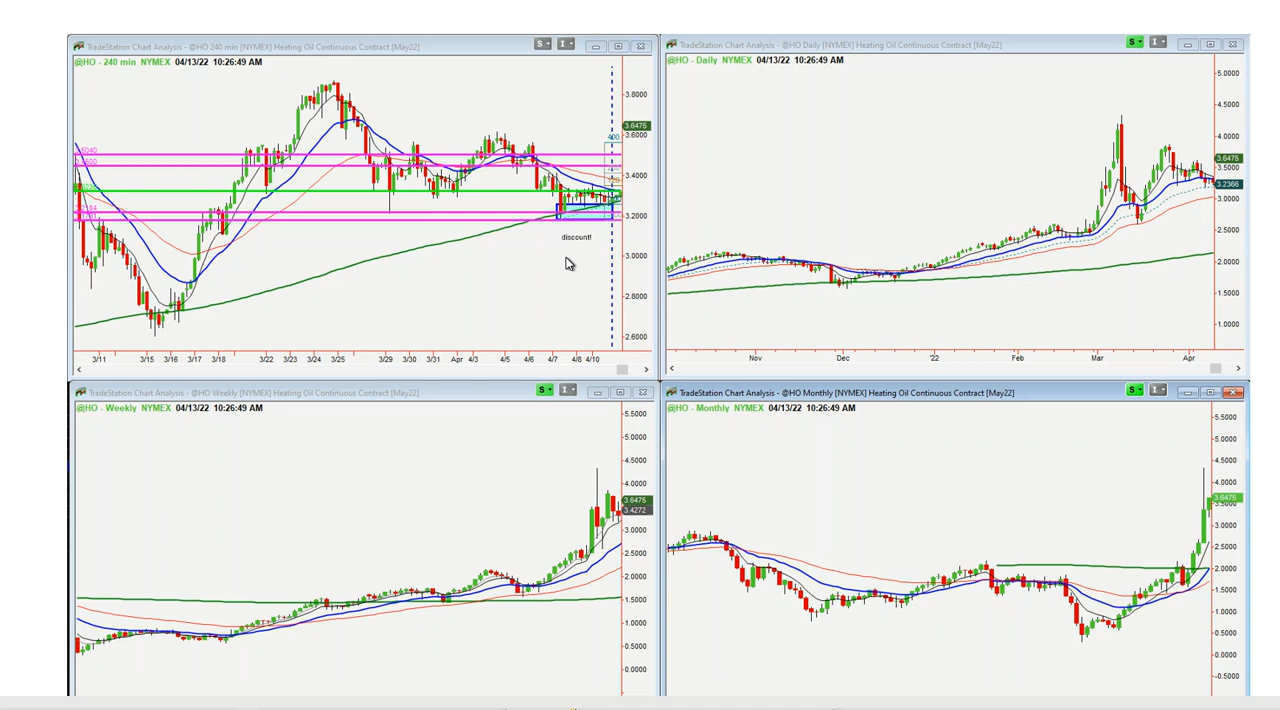 TradeStation Chart Analysis - @HO 240 min [NYMEX] Heating Oil Continuous Contract [May22]
S
I
@HO - 240 min NYMEX 04/13/22 10:26:49 AM
3.8000
3.6475
3.6000
3.4000
3.2000
3.0000
2.8000
2.6000
discount!
3/11 3/15 3/16 3/17 3/18 3/22 3/23 3/24 3/25 3/29 3/30 3/31 Apr 4/3 4/5 4/6 4/7 4/8 4/10
TradeStation Chart Analysis - @HO Daily [NYMEX] Heating Oil Continuous Contract [May22]
S
I
@HO - Daily NYMEX 04/13/22 10:26:49 AM
5.0000
4.5000
4.0000
3.6475
3.5000
3.2366
3.0000
2.5000
2.0000
1.5000
1.0000
Nov Dec '22 Feb Mar Apr
TradeStation Chart Analysis - @HO Weekly [NYMEX] Heating Oil Continuous Contract [May22]
S
I
@HO - Weekly NYMEX 04/13/22 10:26:49 AM
5.5000
5.0000
4.5000
4.0000
3.6475
3.4272
3.0000
2.5000
2.0000
1.5000
1.0000
0.5000
0.0000
TradeStation Chart Analysis - @HO Monthly [NYMEX] Heating Oil Continuous Contract [May22]
S
I
@HO - Monthly NYMEX 04/13/22 10:26:49 AM
5.5000
5.0000
4.5000
4.0000
3.6475
3.0000
2.5000
2.0000
1.5000
1.0000
0.5000
0.0000
-0.5000